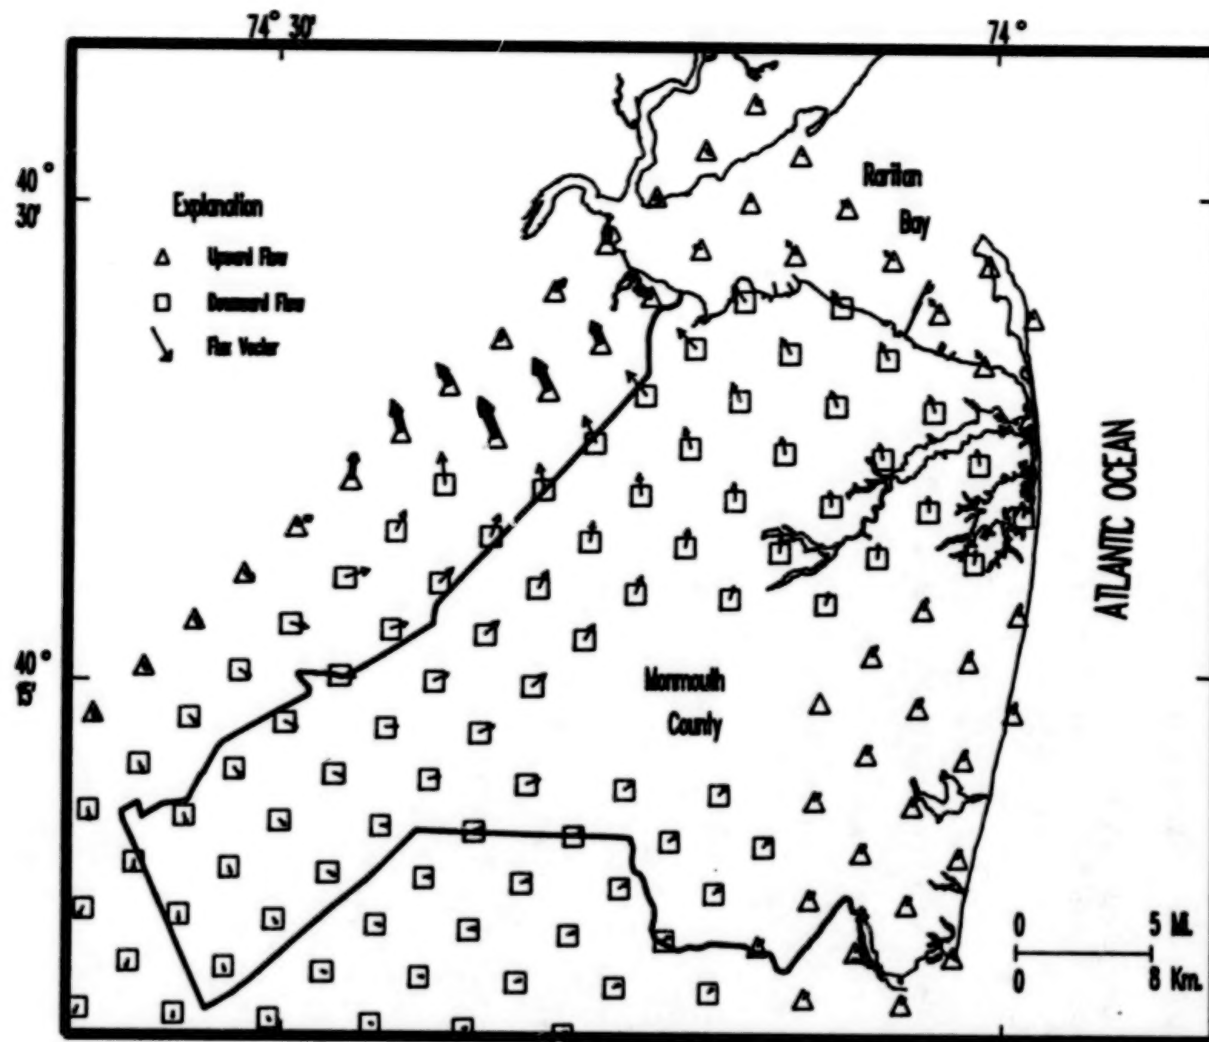 74° 30'
74°
40°
30'
Explanation
Upward Flow
Downward Flow
Flux Vector
Raritan
Bay
ATLANTIC OCEAN
40°
15'
Monmouth
County
0 5 Mi.
0 8 Km.